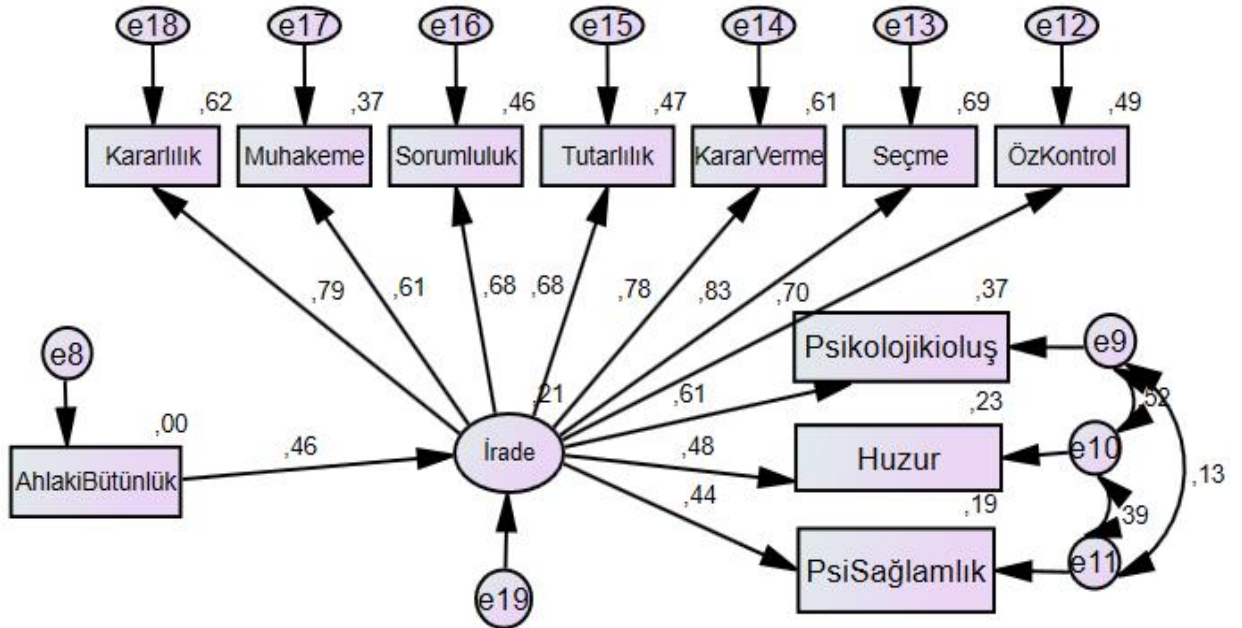 e18 e17 e16 e15 e14 e13 e12
,62 ,37 ,46 ,47 ,61 ,69 ,49
Kararlılık Muhakeme Sorumluluk Tutarlılık KararVerme Seçme ÖzKontrol
,79 ,61 ,68 ,68 ,78 ,83 ,70 ,37
e8 Psikolojikioluş e9
,21 ,61 ,23 ,52
,00 ,46 İrade ,48 Huzur e10
AhlakiBütünlük ,44 ,19 ,39 ,13
PsiSağlamlık e11
e19